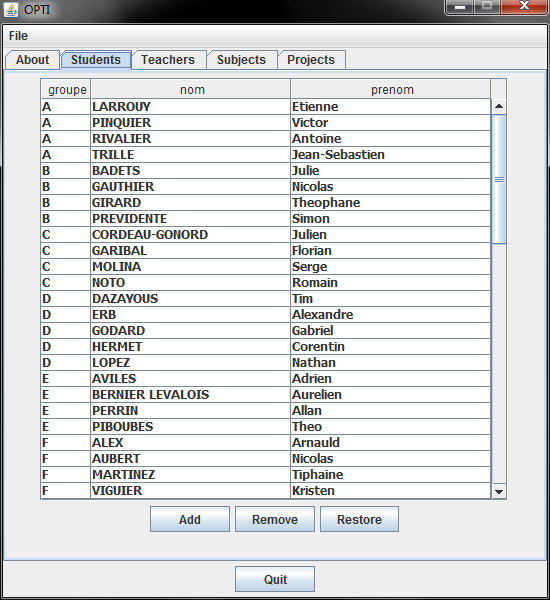 OPTI
File
About Students Teachers Subjects Projects
groupe nom prenom
A LARROUY Etienne
A PINQUIER Victor
A RIVALIER Antoine
A TRILLE Jean-Sebastien
B BADETS Julie
B GAUTHIER Nicolas
B GIRARD Theophane
B PREVIDENTE Simon
C CORDEAU-GONORD Julien
C GARIBAL Florian
C MOLINA Serge
C NOTO Romain
D DAZAYOUS Tim
D ERB Alexandre
D GODARD Gabriel
D HERMET Corentin
D LOPEZ Nathan
E AVILES Adrien
E BERNIER LEVALOIS Aurelien
E PERRIN Allan
E PIBOUBES Theo
F ALEX Arnauld
F AUBERT Nicolas
F MARTINEZ Tiphaine
F VIGUIER Kristen
Add Remove Restore
Quit